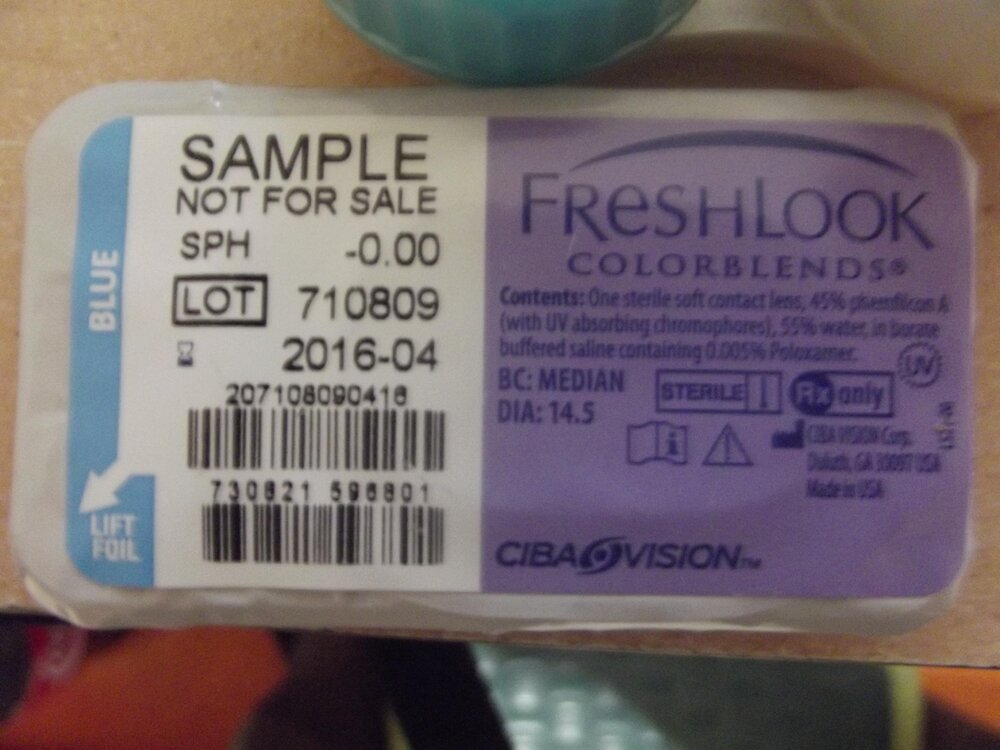 BLUE
LIFT
FOIL
SAMPLE
NOT FOR SALE
SPH -0.00
LOT 710809
2016-04
207108090416
730821 596801
FRESHLOOK
COLORBLENDS®
Contents: One sterile soft contact lens, 45% phemfilcon A
(with UV absorbing chromophores), 55% water, in borate
buffered saline containing 0.005% Poloxamer.
UV
BC: MEDIAN
DIA: 14.5
STERILE
Rx only
CIBA VISION Corp.
Duluth, GA 30097 USA
Made in USA
CIBA VISION™